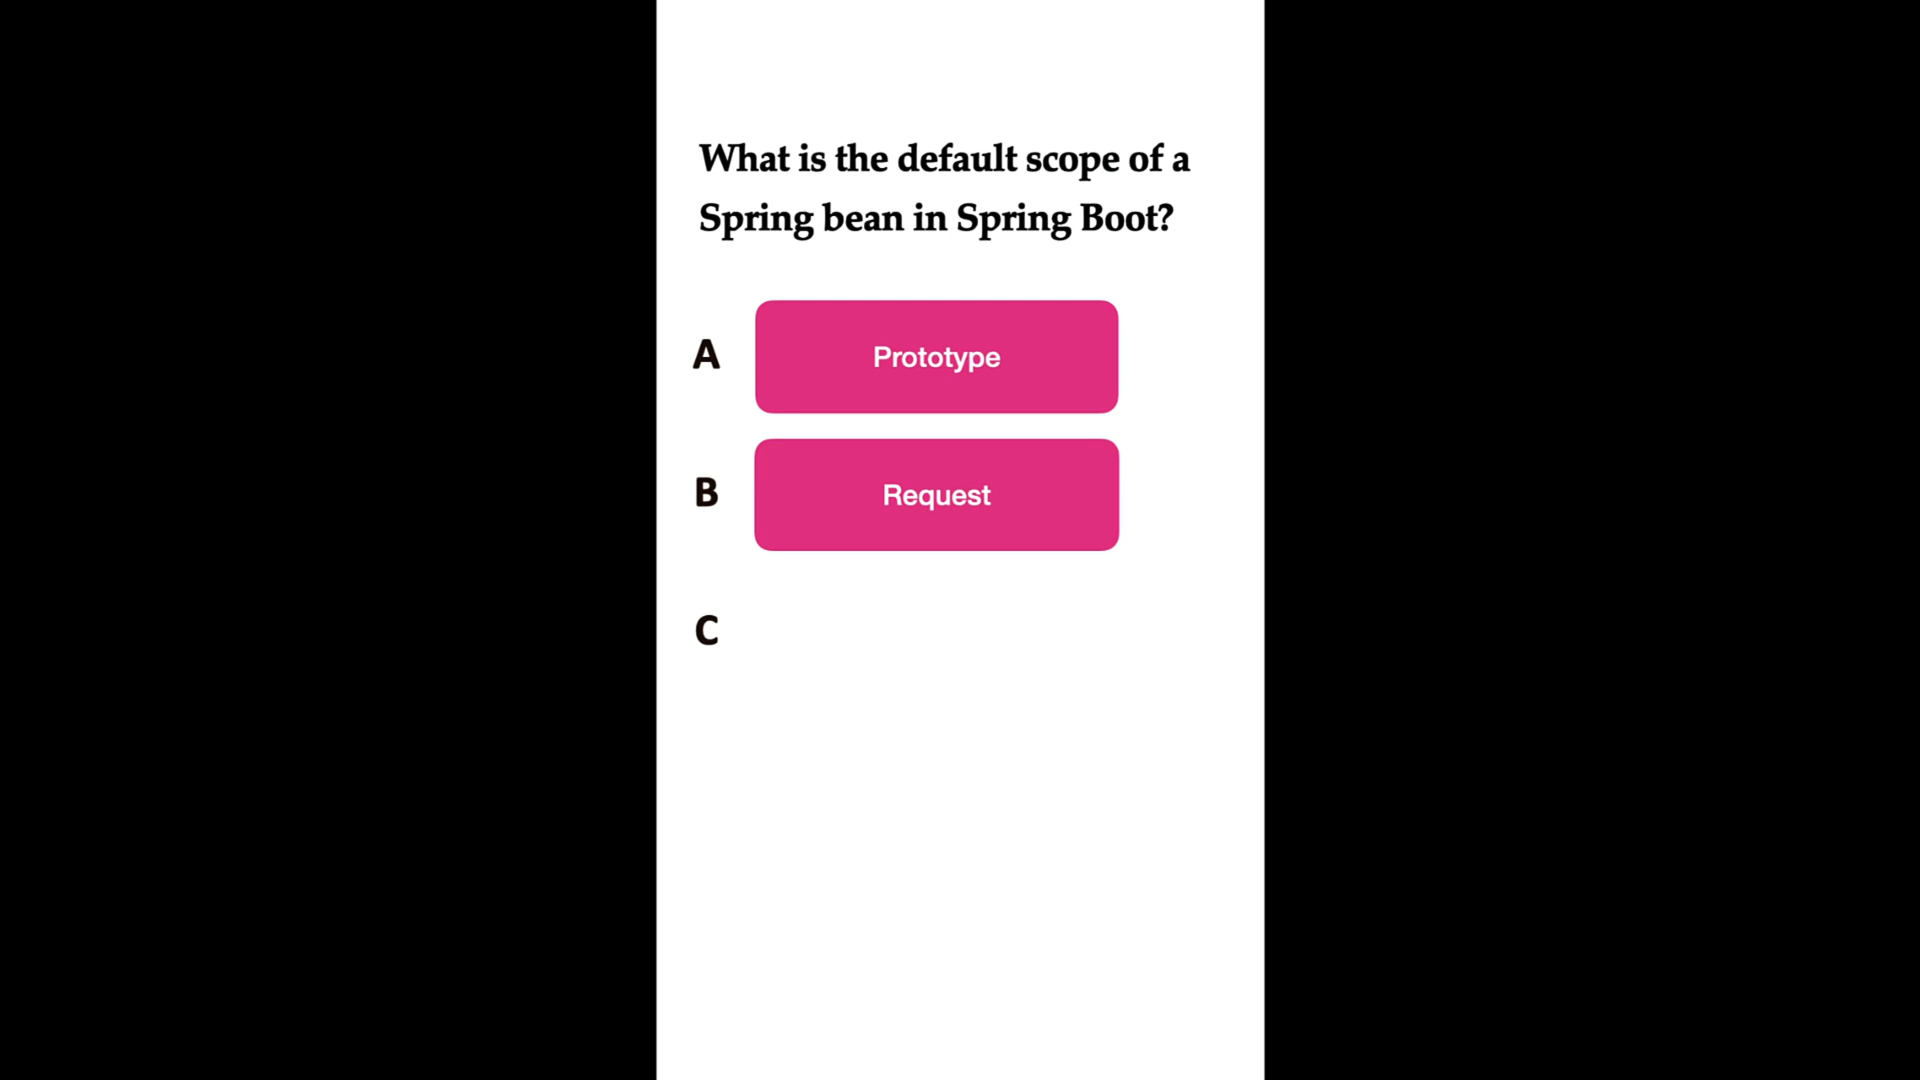 What is the default scope of a
Spring bean in Spring Boot?
A Prototype
B Request
C